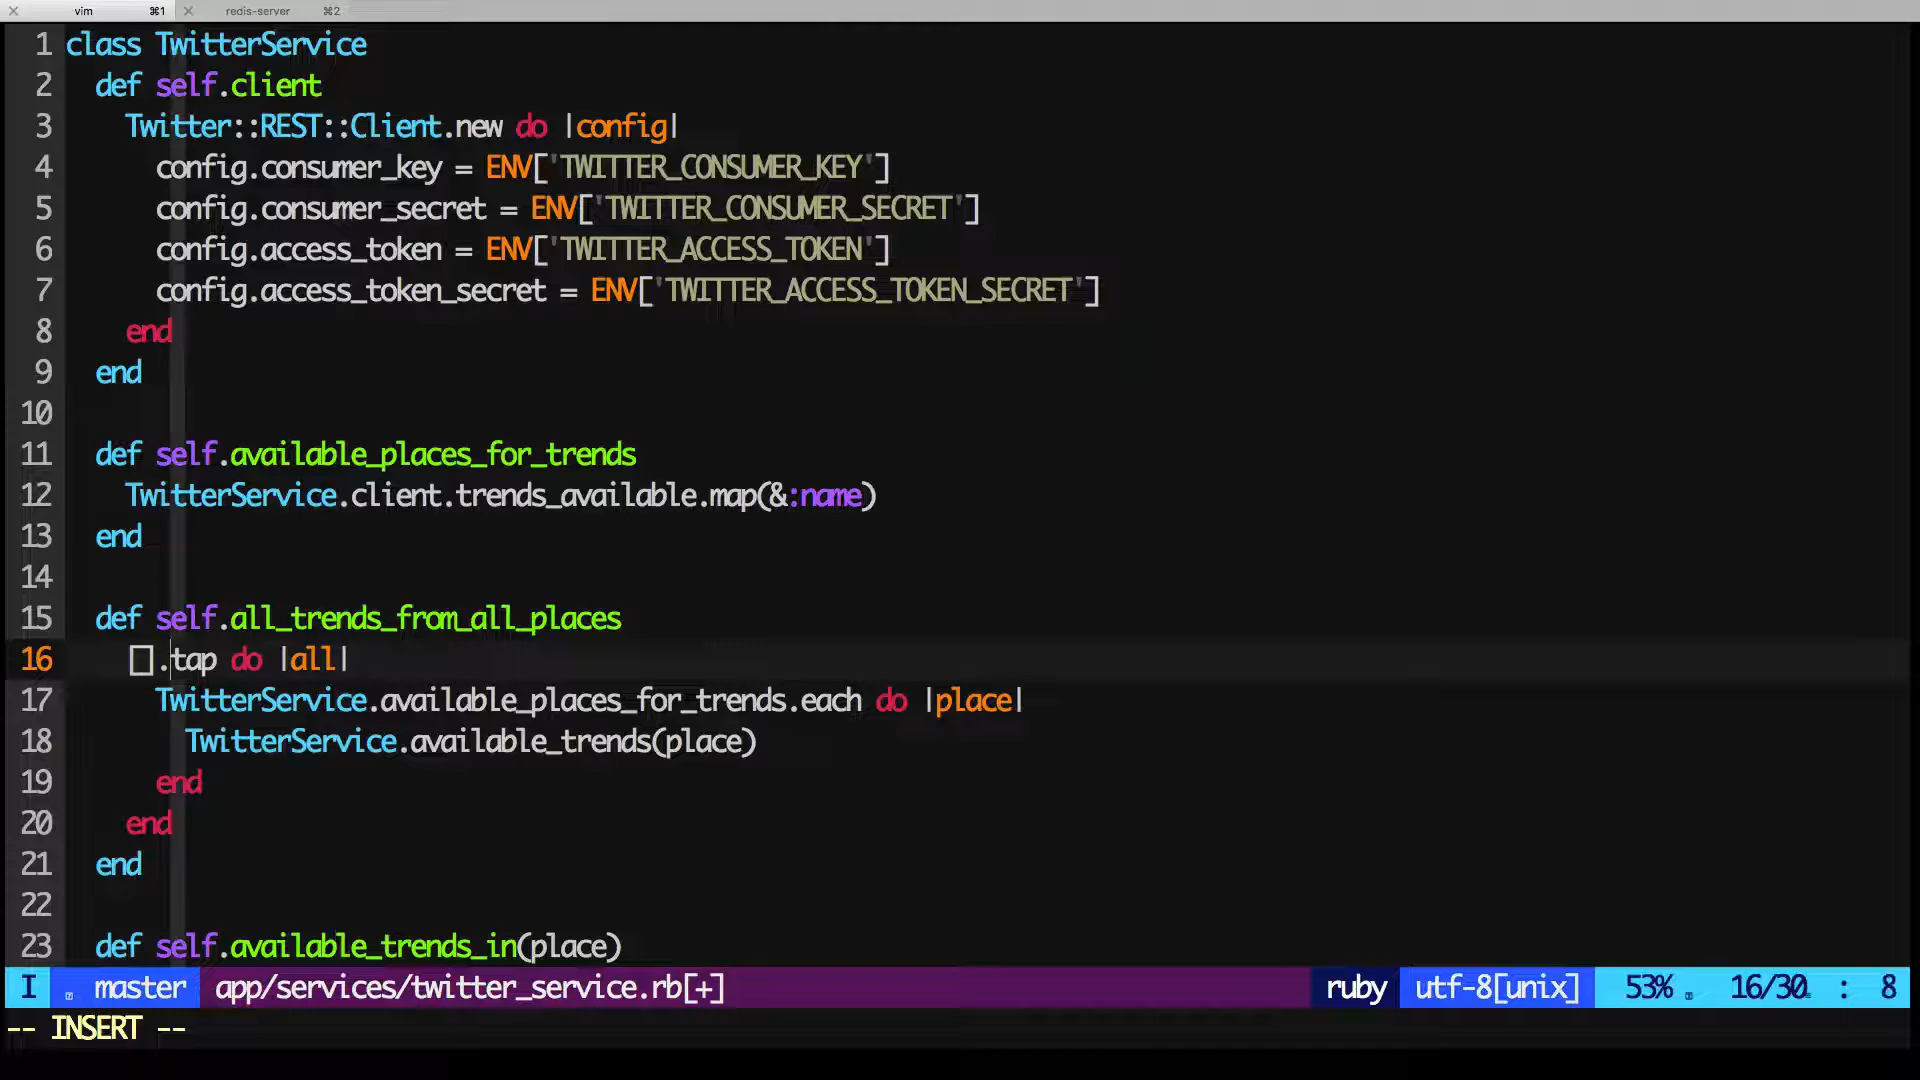 vim ⌘1 redis-server ⌘2
1 class TwitterService
2   def self.client
3     Twitter::REST::Client.new do |config|
4       config.consumer_key = ENV['TWITTER_CONSUMER_KEY']
5       config.consumer_secret = ENV['TWITTER_CONSUMER_SECRET']
6       config.access_token = ENV['TWITTER_ACCESS_TOKEN']
7       config.access_token_secret = ENV['TWITTER_ACCESS_TOKEN_SECRET']
8     end
9   end
10
11   def self.available_places_for_trends
12     TwitterService.client.trends_available.map(&:name)
13   end
14
15   def self.all_trends_from_all_places
16     [].tap do |all|
17       TwitterService.available_places_for_trends.each do |place|
18         TwitterService.available_trends(place)
19       end
20     end
21   end
22
23   def self.available_trends_in(place)
I master app/services/twitter_service.rb[+] ruby utf-8[unix] 53% 16/30 : 8
-- INSERT --